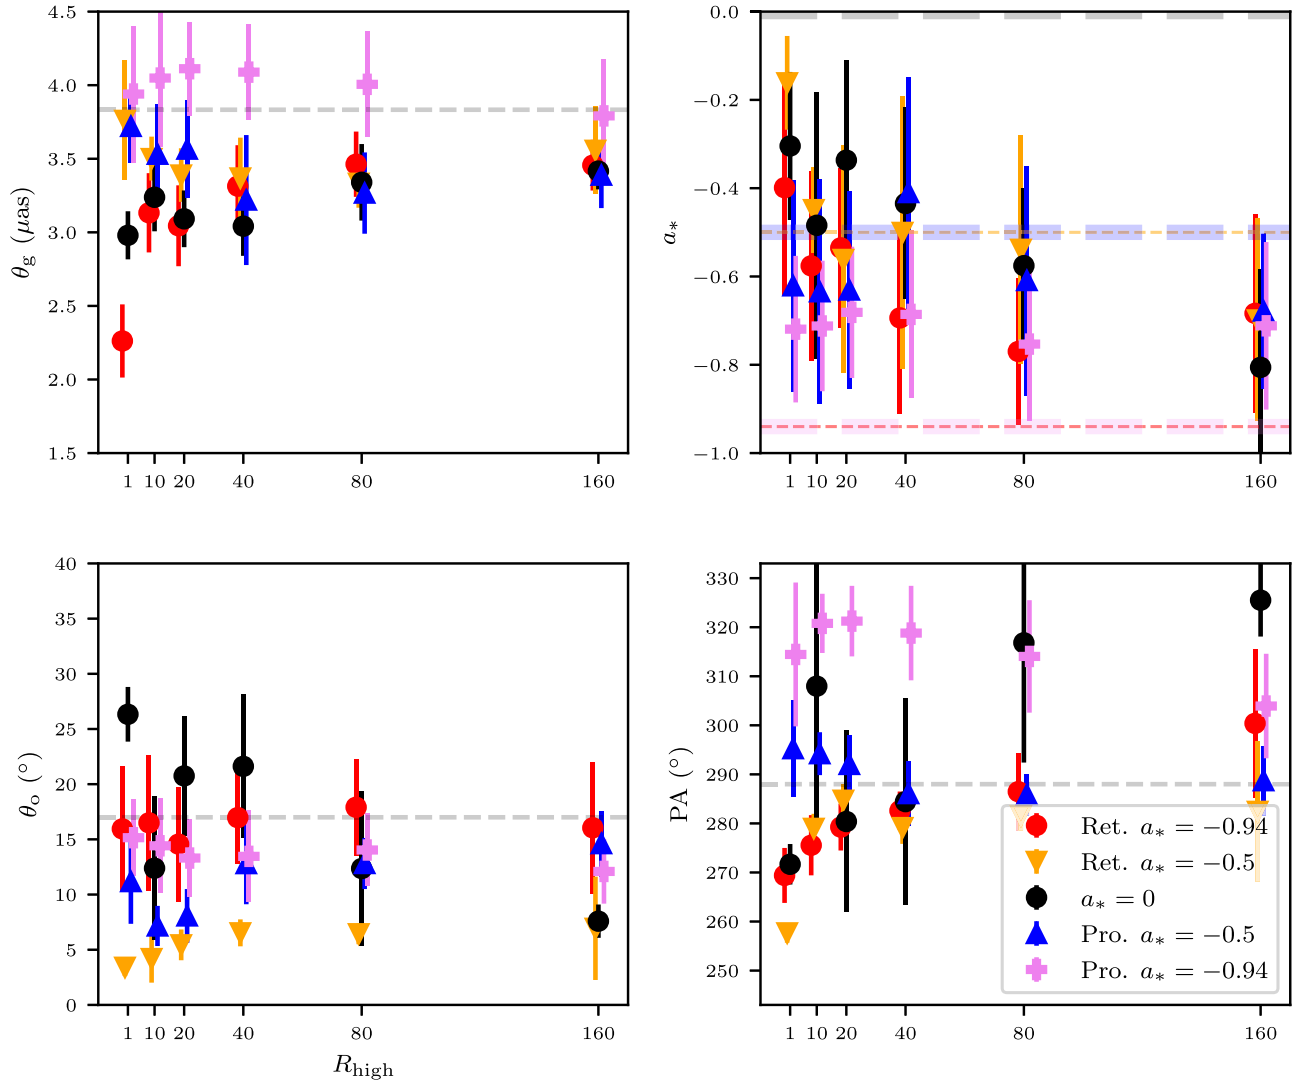 4.5
4.0
3.5
3.0
2.5
2.0
1.5
θg (μas)
1 10 20 40 80 160
0.0
−0.2
−0.4
−0.6
−0.8
−1.0
a*
1 10 20 40 80 160
40
35
30
25
20
15
10
5
0
θo (°)
1 10 20 40 80 160
Rhigh
330
320
310
300
290
280
270
260
250
PA (°)
1 10 20 40 80 160
Ret. a* = −0.94
Ret. a* = −0.5
a* = 0
Pro. a* = −0.5
Pro. a* = −0.94